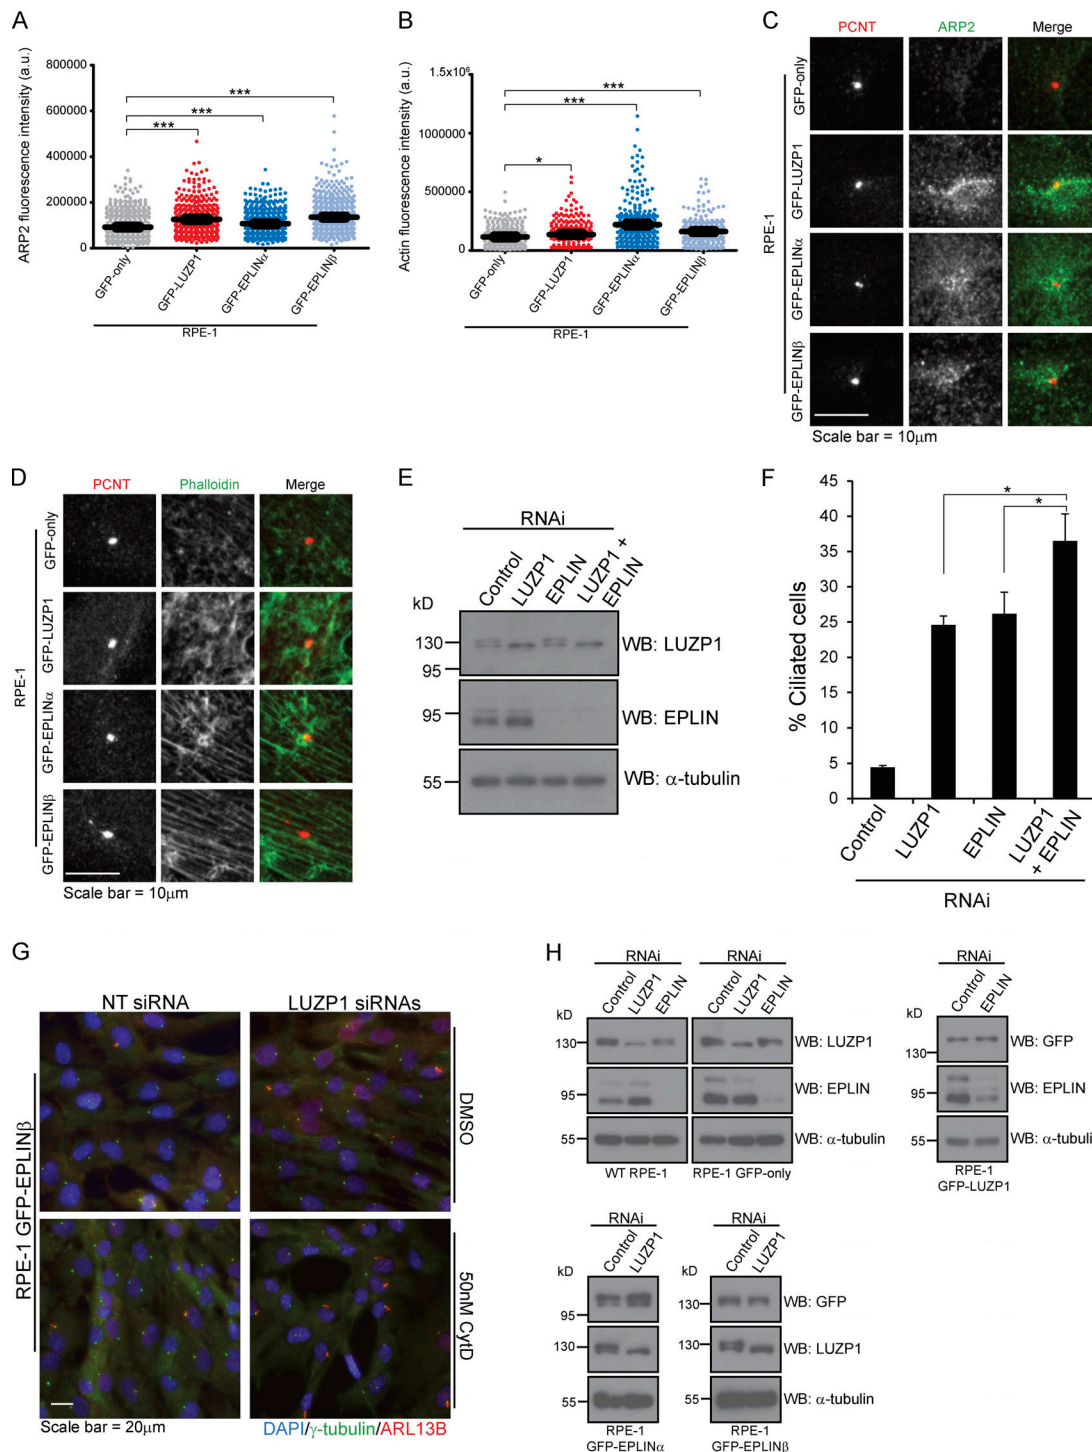 A
ARP2 fluorescence intensity (a.u.)
800000
600000
400000
200000
0
***
***
***
GFP-only
GFP-LUZP1
GFP-EPLINα
GFP-EPLINβ
RPE-1
B
Actin fluorescence intensity (a.u.)
1.5x10⁶
1000000
500000
0
***
***
*
GFP-only
GFP-LUZP1
GFP-EPLINα
GFP-EPLINβ
RPE-1
C
PCNT ARP2 Merge
RPE-1
GFP-only
GFP-LUZP1
GFP-EPLINα
GFP-EPLINβ
Scale bar = 10μm
D
PCNT Phalloidin Merge
RPE-1
GFP-only
GFP-LUZP1
GFP-EPLINα
GFP-EPLINβ
Scale bar = 10μm
E
RNAi
Control
LUZP1
EPLIN
LUZP1 +
EPLIN
kD
130
95
WB: LUZP1
95
WB: EPLIN
55
WB: α-tubulin
F
% Ciliated cells
45
40
35
30
25
20
15
10
5
0
*
*
Control
LUZP1
EPLIN
LUZP1
+ EPLIN
RNAi
G
NT siRNA LUZP1 siRNAs
RPE-1 GFP-EPLINβ
DMSO
50nM CytD
Scale bar = 20μm
DAPI/γ-tubulin/ARL13B
H
RNAi RNAi
Control
LUZP1
EPLIN
Control
LUZP1
EPLIN
kD
130
WB: LUZP1
95
WB: EPLIN
55
WB: α-tubulin
WT RPE-1 RPE-1 GFP-only
RNAi
Control
EPLIN
kD
130
WB: GFP
95
WB: EPLIN
55
WB: α-tubuli
RPE-1
GFP-LUZP1
RNAi
Control
LUZP1
kD
95
130
55
RPE-1
GFP-EPLINα
RNAi
Control
LUZP1
kD
130
WB: GFP
130
WB: LUZP1
55
WB: α-tubulin
RPE-1
GFP-EPLINβ